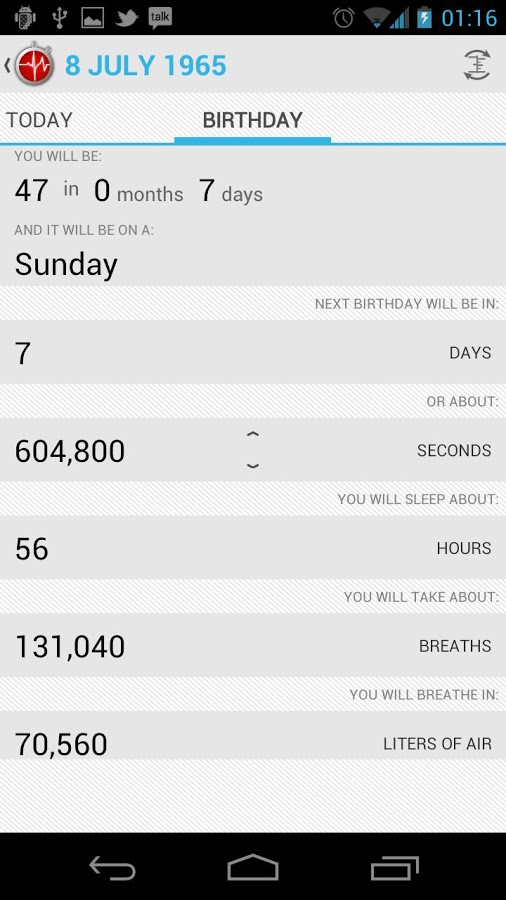 talk 01:16
8 JULY 1965
TODAY BIRTHDAY
YOU WILL BE:
47 in 0 months 7 days
AND IT WILL BE ON A:
Sunday
NEXT BIRTHDAY WILL BE IN:
7 DAYS
OR ABOUT:
604,800 SECONDS
YOU WILL SLEEP ABOUT:
56 HOURS
YOU WILL TAKE ABOUT:
131,040 BREATHS
YOU WILL BREATHE IN:
70,560 LITERS OF AIR